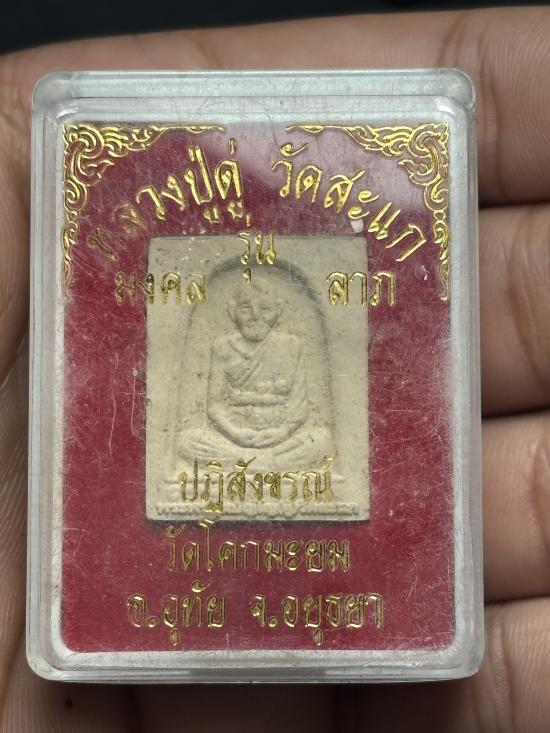 หลวงปู่ดู่ วัดสะแก
รุ่น
มงคล ลาภ
ปฏิสังขรณ์
วัดโคกมะยม
อ.อุทัย จ.อยุธยา